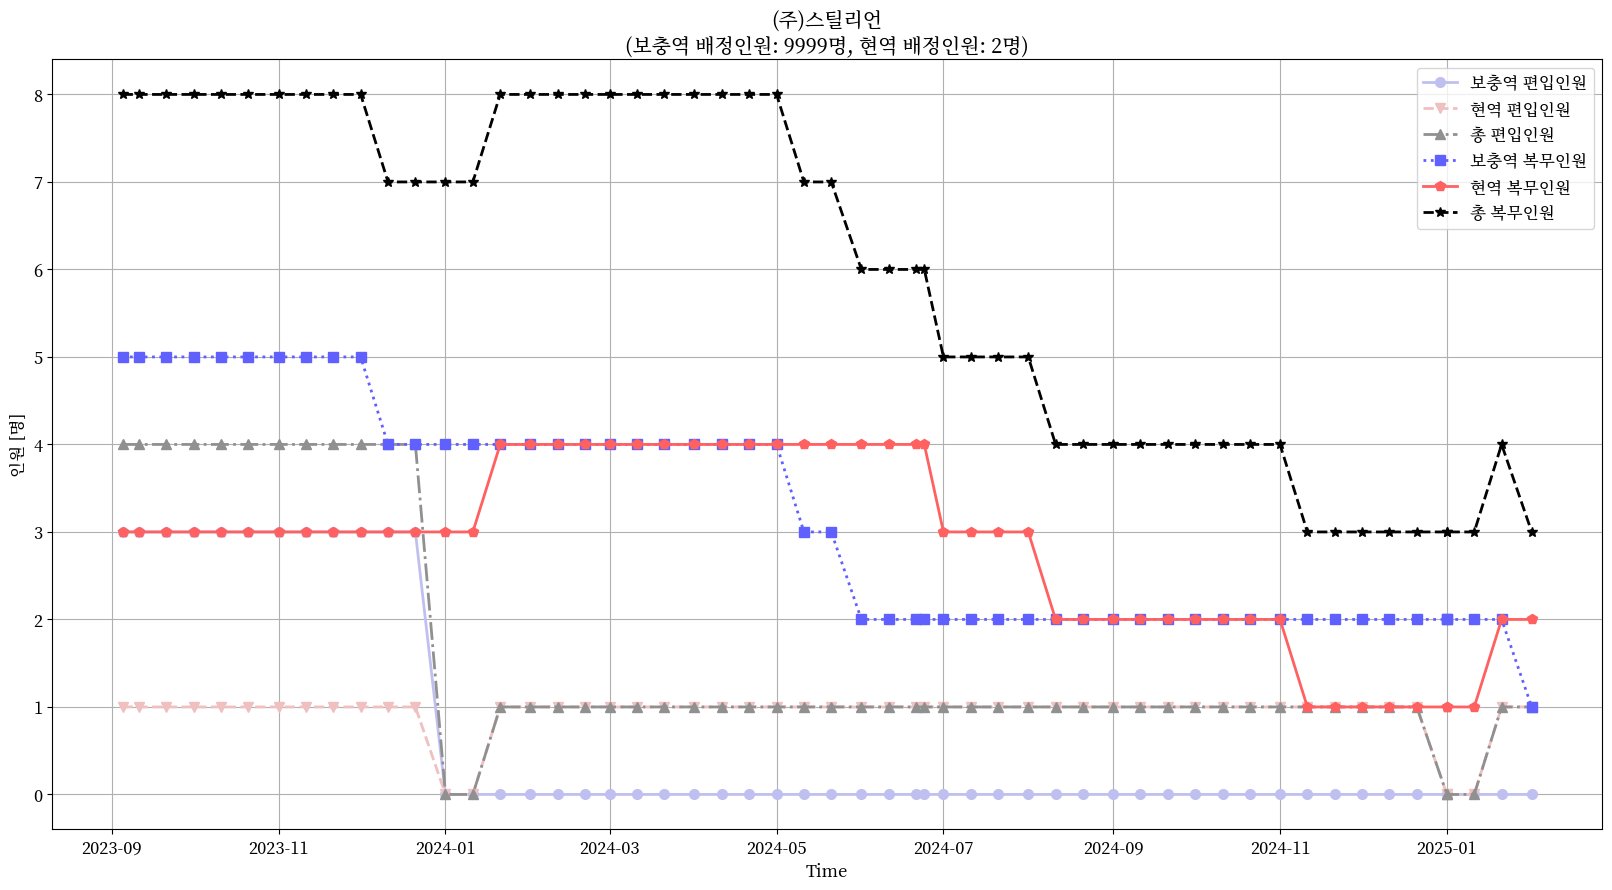 (주)스틸리언
(보충역 배정인원: 9999명, 현역 배정인원: 2명)
보충역 편입인원
현역 편입인원
총 편입인원
보충역 복무인원
현역 복무인원
총 복무인원
인원 [명]
8
7
6
5
4
3
2
1
0
2023-09
2023-11
2024-01
2024-03
2024-05
2024-07
2024-09
2024-11
2025-01
Time